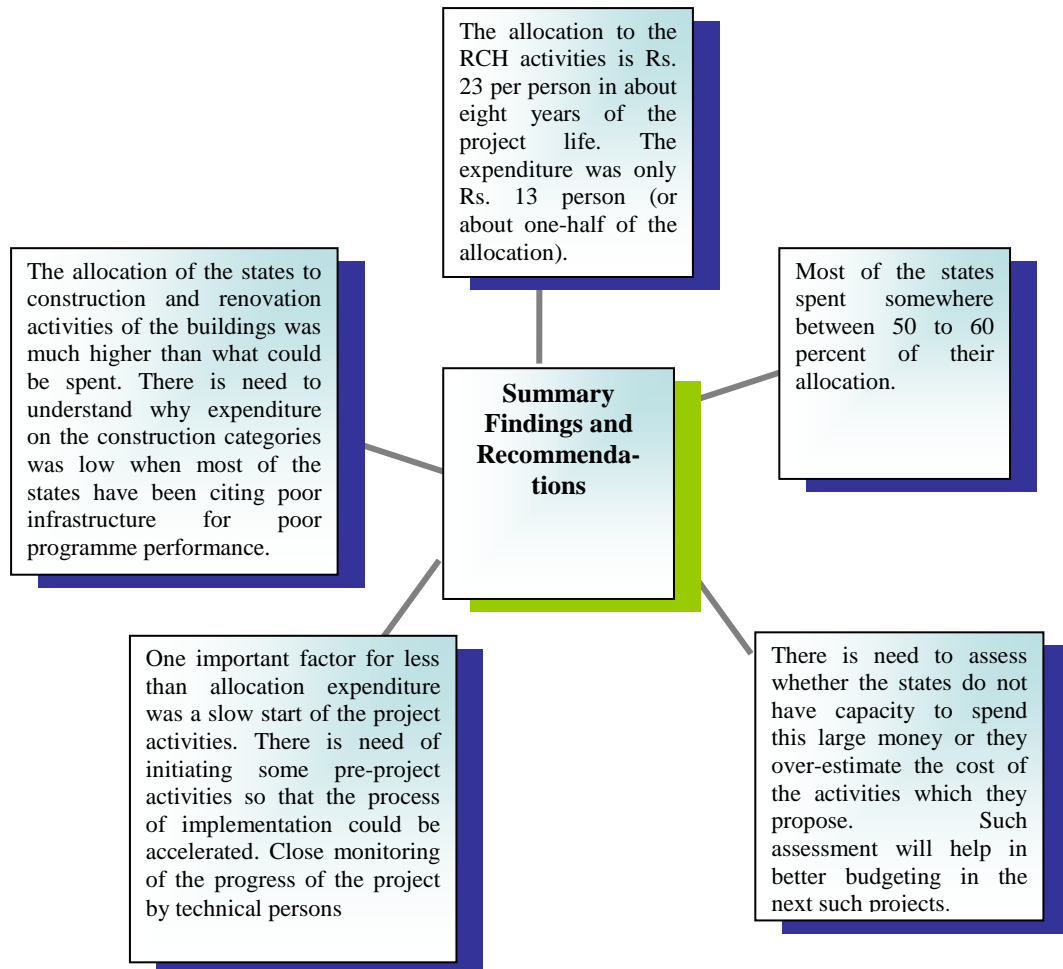 The allocation to the
RCH activities is Rs.
23 per person in about
eight years of the
project life. The
expenditure was only
Rs. 13 person (or
about one-half of the
allocation).
The allocation of the states to
construction and renovation
activities of the buildings was
much higher than what could
be spent. There is need to
understand why expenditure
on the construction categories
was low when most of the
states have been citing poor
infrastructure for poor
programme performance.
Most of the states
spent somewhere
between 50 to 60
percent of their
allocation.
Summary
Findings and
Recommenda-
tions
One important factor for less
than allocation expenditure
was a slow start of the project
activities. There is need of
initiating some pre-project
activities so that the process
of implementation could be
accelerated. Close monitoring
of the progress of the project
by technical persons
There is need to assess
whether the states do not
have capacity to spend
this large money or they
over-estimate the cost of
the activities which they
propose. Such
assessment will help in
better budgeting in the
next such projects.